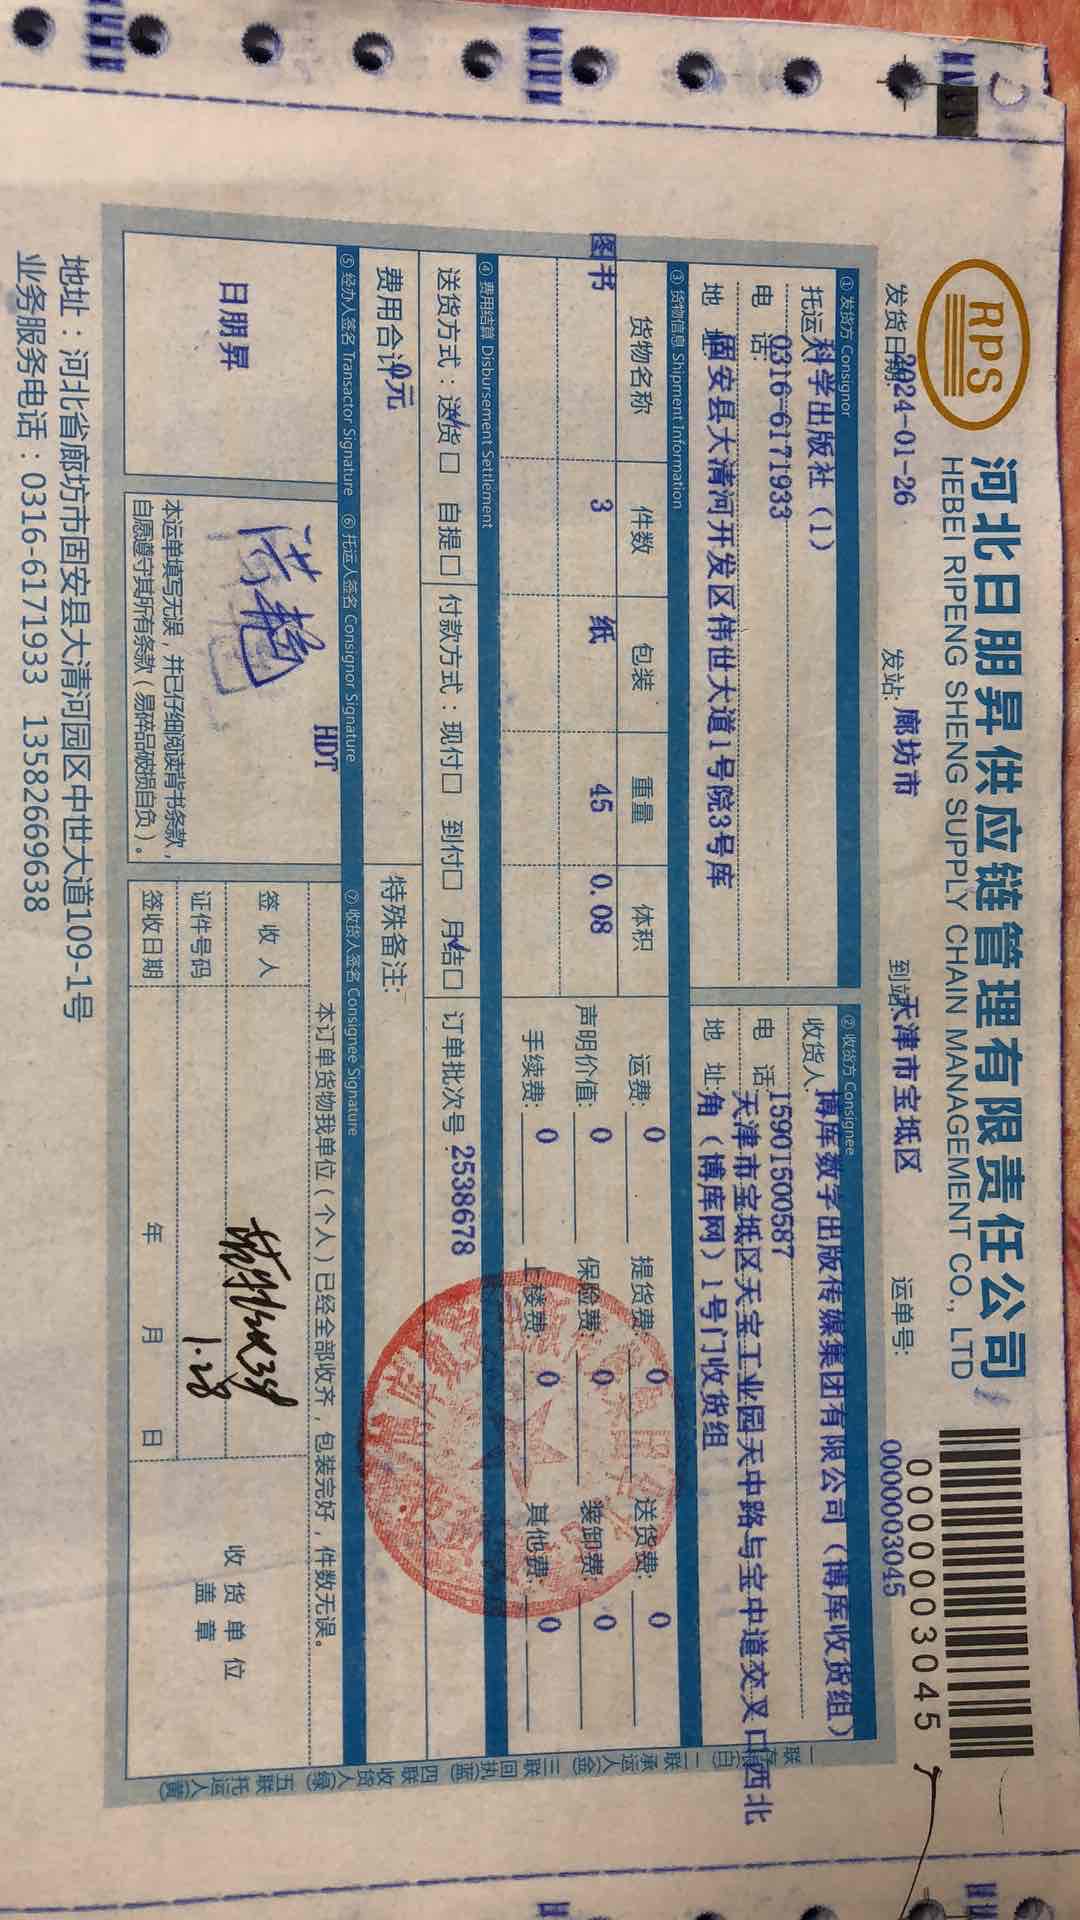 RPS
河北日朋昇供应链管理有限责任公司
HEBEI RIPENG SHENG SUPPLY CHAIN MANAGEMENT CO., LTD
0000003045
发货日期: 2024-01-26 发站: 廊坊市 到站: 天津市宝坻区 运单号: 0000003045
① 发货方 Consignor
托运人 科学出版社（1）
电 话: 0316-6171933
地 址 固安县大清河开发区伟世大道1号院3号库
② 收货方 Consignee
收货人: 博库数字出版传媒集团有限公司（博库收货组）
电 话: 15901500587
地 址: 天津市宝坻区天宝工业园天中路与宝中道交叉口西北
角（博库网）1号门收货组
③ 货物信息 Shipment Information
货物名称 件数 包装 重量 体积
图书 3 纸 45 0.08
运费: 0 提货费: 0 送货费: 0
声明价值: 0 保险费: 0 装卸费: 0
手续费: 0 上楼费: 0 其他费: 0
④ 费用结算 Disbursement Settlement
送货方式：送货☐ 自提☐ 付款方式：现付☐ 到付☐ 月结☐ 订单批次号: 2538678
费用合计 0元 特殊备注:
⑤ 经办人签名 Transactor Signature
日朋昇
⑥ 托运人签名 Consignor Signature
HDT
本运单填写无误，并已仔细阅读背书条款，
自愿遵守其所有条款（易碎品破损自负）。
⑦ 收货人签名 Consignee Signature
本订单货物我单位（个人）已经全部收齐，包装完好，件数无误。
签 收 人
证件号码 1.28
签收日期 年 月 日
收 货 单 位
盖 章
一联存(白) 二联承运人(金) 三联回执(蓝) 四联收货人(绿) 五联托运人(黄)
地址：河北省廊坊市固安县大清河园区中世大道109-1号
业务服务电话：0316-6171933 13582669638